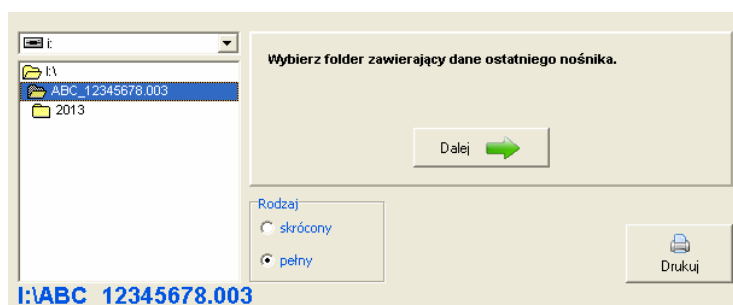 i:
I:\
ABC_12345678.003
2013
Wybierz folder zawierający dane ostatniego nośnika.
Dalej
Rodzaj
skrócony
pełny
Drukuj
I:\ABC_12345678.003